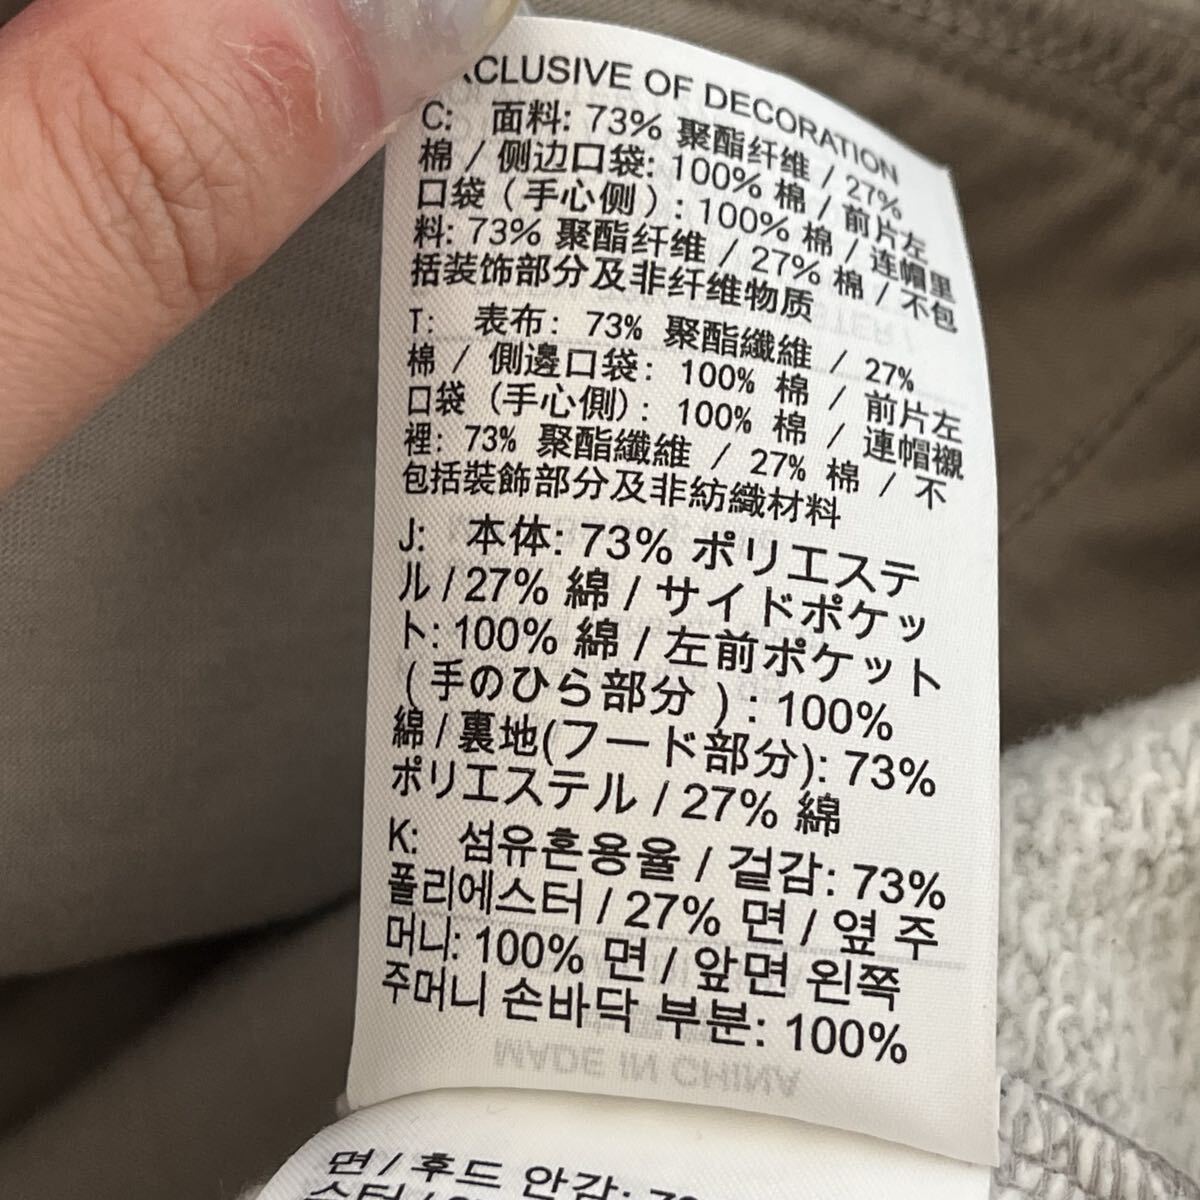 EXCLUSIVE OF DECORATION
C: 面料: 73% 聚酯纤维 / 27%
棉 / 侧边口袋: 100% 棉 / 前片左
口袋 (手心侧) : 100% 棉 / 连帽里
料: 73% 聚酯纤维 / 27% 棉 / 不包
括装饰部分及非纤维物质
T: 表布: 73% 聚酯纖維 / 27%
棉 / 側邊口袋: 100% 棉 / 前片左
口袋 (手心側) : 100% 棉 / 連帽襯
裡: 73% 聚酯纖維 / 27% 棉 / 不
包括裝飾部分及非紡織材料
J: 本体: 73% ポリエステ
ル / 27% 綿 / サイドポケッ
ト: 100% 綿 / 左前ポケット
( 手のひら部分 ) : 100%
綿 / 裏地(フード部分): 73%
ポリエステル / 27% 綿
K: 섬유혼용율 / 겉감: 73%
폴리에스터 / 27% 면 / 옆 주
머니: 100% 면 / 앞면 왼쪽
주머니 손바닥 부분: 100%
MADE IN CHINA
면 / 후드 안감: